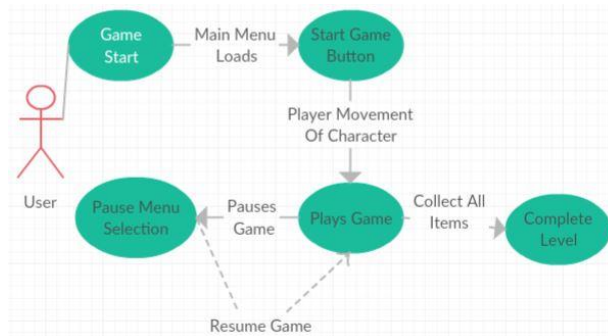 Game
Start
Main Menu
Loads
Start Game
Button
Player Movement
Of Character
User
Pause Menu
Selection
Pauses
Game
Plays Game
Collect All
Items
Complete
Level
Resume Game